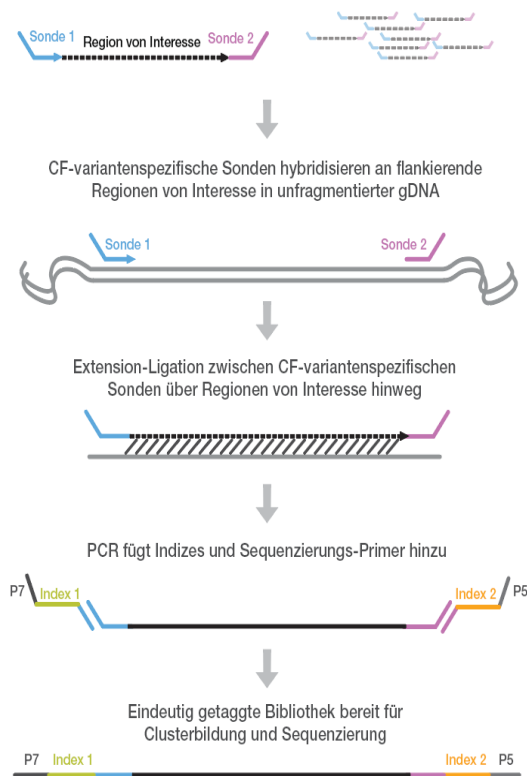 Sonde 1 Region von Interesse Sonde 2
CF-variantenspezifische Sonden hybridisieren an flankierende
Regionen von Interesse in unfragmentierter gDNA
Sonde 1 Sonde 2
Extension-Ligation zwischen CF-variantenspezifischen
Sonden über Regionen von Interesse hinweg
PCR fügt Indizes und Sequenzierungs-Primer hinzu
P7 Index 1 Index 2 P5
Eindeutig getaggte Bibliothek bereit für
Clusterbildung und Sequenzierung
P7 Index 1 Index 2 P5